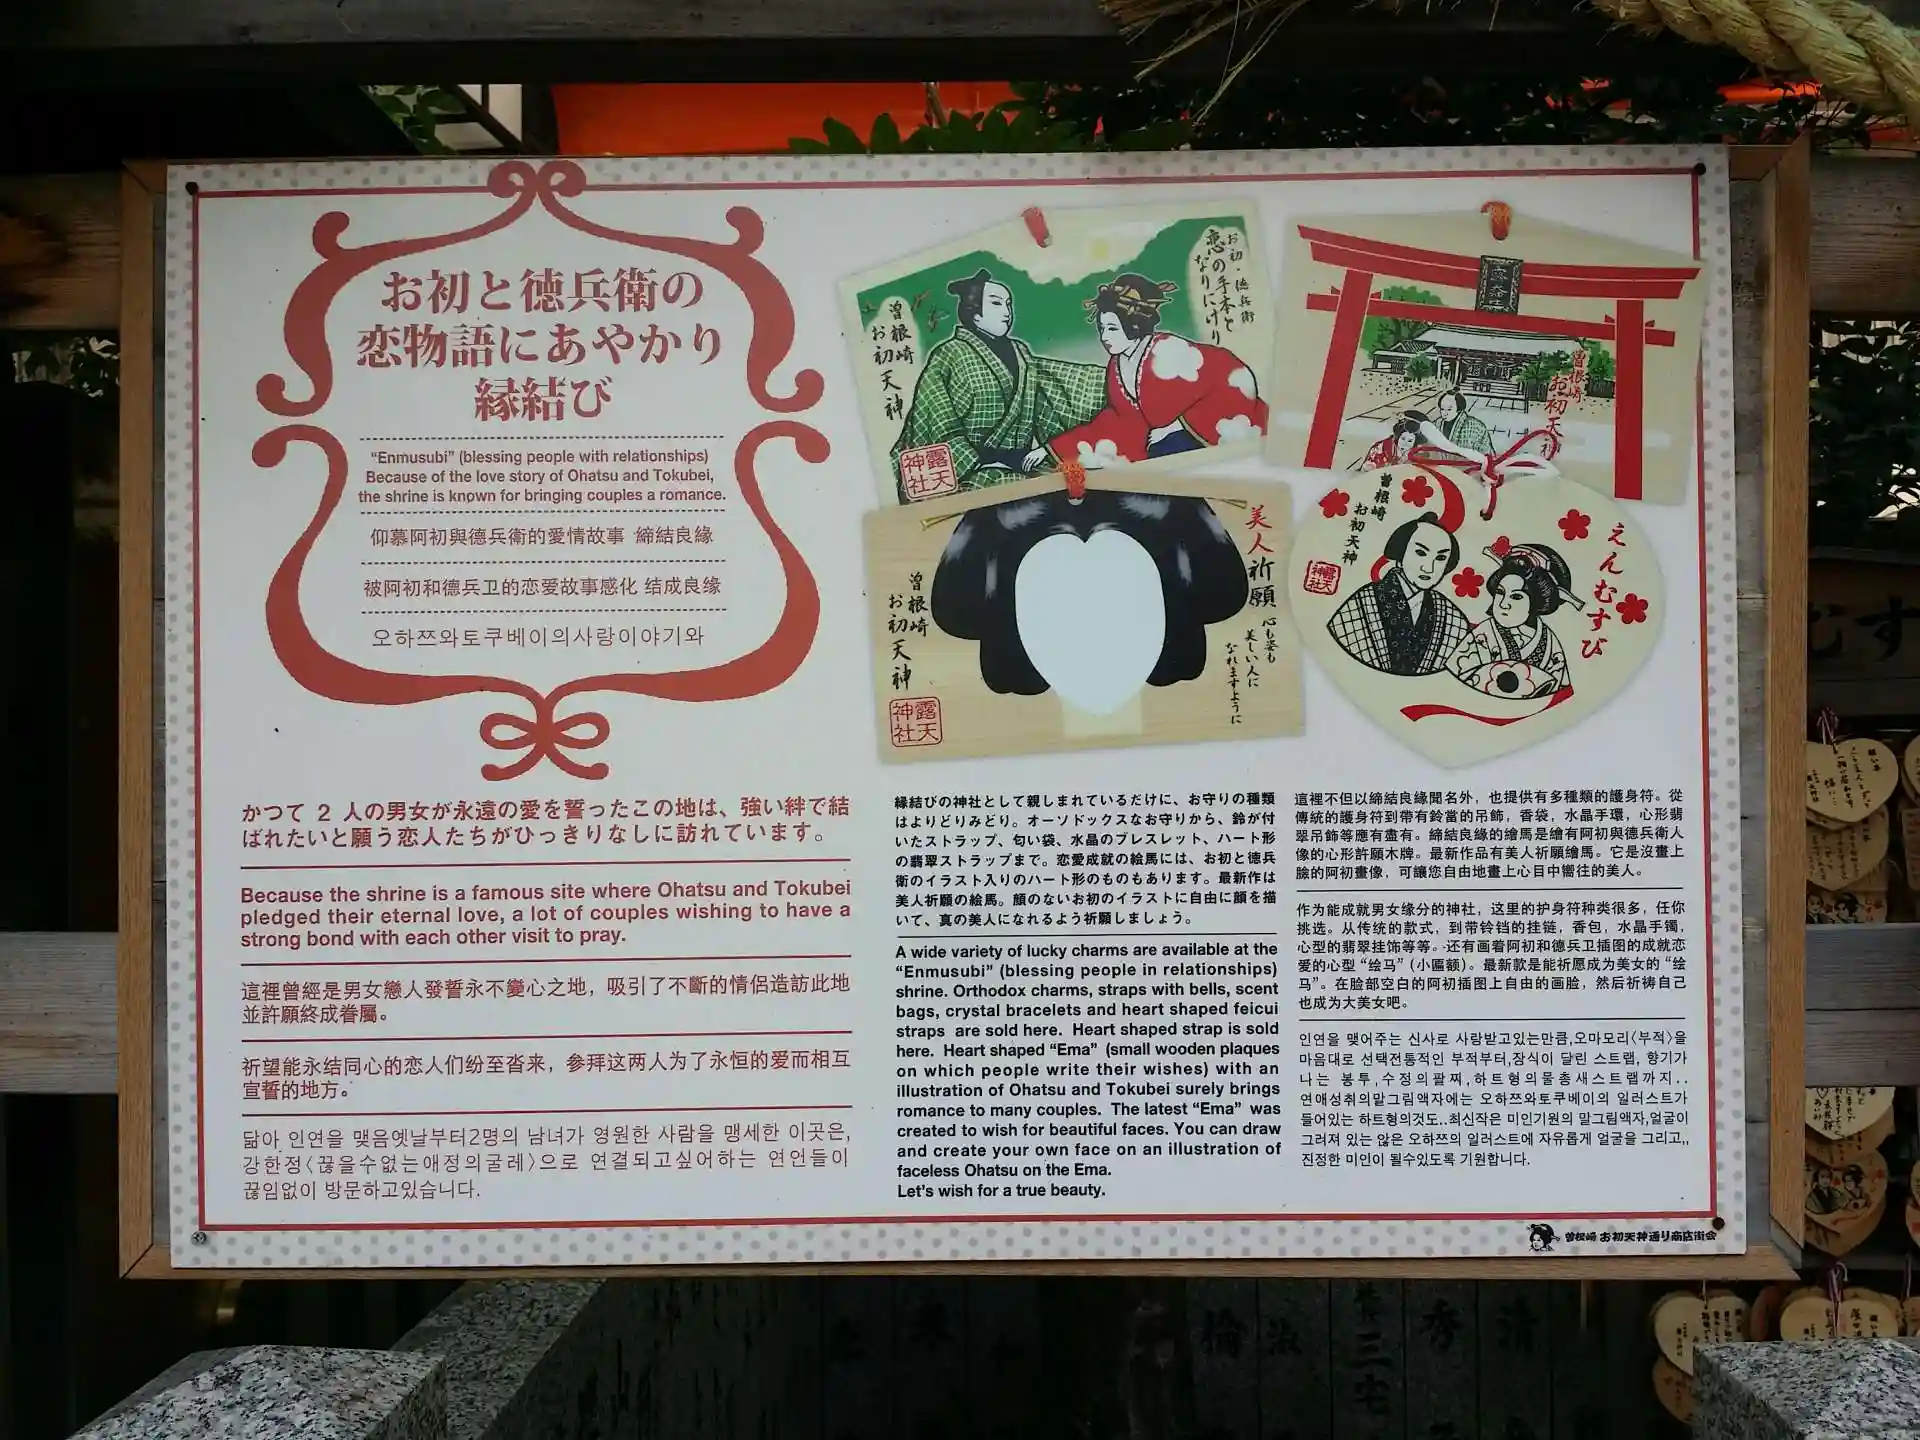 お初と徳兵衛の
恋物語にあやかり
縁結び
“Enmusubi” (blessing people with relationships)
Because of the love story of Ohatsu and Tokubei,
the shrine is known for bringing couples a romance.
仰慕阿初與德兵衛的愛情故事 締結良緣
被阿初和德兵卫的恋爱故事感化 结成良缘
오하쯔와토쿠베이의사랑이야기와
かつて 2 人の男女が永遠の愛を誓ったこの地は、強い絆で結
ばれたいと願う恋人たちがひっきりなしに訪れています。
Because the shrine is a famous site where Ohatsu and Tokubei
pledged their eternal love, a lot of couples wishing to have a
strong bond with each other visit to pray.
這裡曾經是男女戀人發誓永不變心之地，吸引了不斷的情侶造訪此地
並許願終成眷屬。
祈望能永结同心的恋人们纷至沓来，参拜这两人为了永恒的爱而相互
宣誓的地方。
닮아 인연을 맺음옛날부터2명의 남녀가 영원한 사람을 맹세한 이곳은,
강한정〈끊을수없는애정의굴레〉으로 연결되고싶어하는 연언들이
끊임없이 방문하고있습니다.
お初・徳兵衛
恋の手本と
なりにけり
曽根崎
お初天神
露天
神社
曽根崎
お初天神
美人祈願
心も姿も
美しい人に
なれますように
曽根崎
お初天神
露天
神社
曽根崎
お初天神
露天
神社
えんむすび
縁結びの神社として親しまれているだけに、お守りの種類
はよりどりみどり。オーソドックスなお守りから、鈴が付
いたストラップ、匂い袋、水晶のブレスレット、ハート形
の翡翠ストラップまで。恋愛成就の絵馬には、お初と徳兵
衛のイラスト入りのハート形のものもあります。最新作は
美人祈願の絵馬。顔のないお初のイラストに自由に顔を描
いて、真の美人になれるよう祈願しましょう。
A wide variety of lucky charms are available at the
“Enmusubi” (blessing people in relationships)
shrine. Orthodox charms, straps with bells, scent
bags, crystal bracelets and heart shaped feicui
straps are sold here. Heart shaped strap is sold
here. Heart shaped “Ema” (small wooden plaques
on which people write their wishes) with an
illustration of Ohatsu and Tokubei surely brings
romance to many couples. The latest “Ema” was
created to wish for beautiful faces. You can draw
and create your own face on an illustration of
faceless Ohatsu on the Ema.
Let’s wish for a true beauty.
這裡不但以締結良緣聞名外，也提供有多種類的護身符。從
傳統的護身符到帶有鈴當的吊飾，香袋，水晶手環，心形翡
翠吊飾等應有盡有。締結良緣的繪馬是繪有阿初與德兵衛人
像的心形許願木牌。最新作品有美人祈願繪馬。它是沒畫上
臉的阿初畫像，可讓您自由地畫上心目中嚮往的美人。
作为能成就男女缘分的神社，这里的护身符种类很多，任你
挑选。从传统的款式，到带铃铛的挂链，香包，水晶手镯，
心型的翡翠挂饰等等。还有画着阿初和德兵卫插图的成就恋
爱的心型“绘马”（小匾额）。最新款是能祈愿成为美女的“绘
马”。在脸部空白的阿初插图上自由的画脸，然后祈祷自己
也成为大美女吧。
인연을 맺어주는 신사로 사랑받고있는만큼,오마모리〈부적〉을
마음대로 선택전통적인 부적부터,장식이 달린 스트랩, 향기가
나는 봉투,수정의팔찌,하트형의물총새스트랩까지..
연애성취의말그림액자에는 오하쯔와토쿠베이의 일러스트가
들어있는 하트형의것도..최신작은 미인기원의 말그림액자,얼굴이
그려져 있는 않은 오하쯔의 일러스트에 자유롭게 얼굴을 그리고,,
진정한 미인이 될수있도록 기원합니다.
曽根崎 お初天神通り商店街会